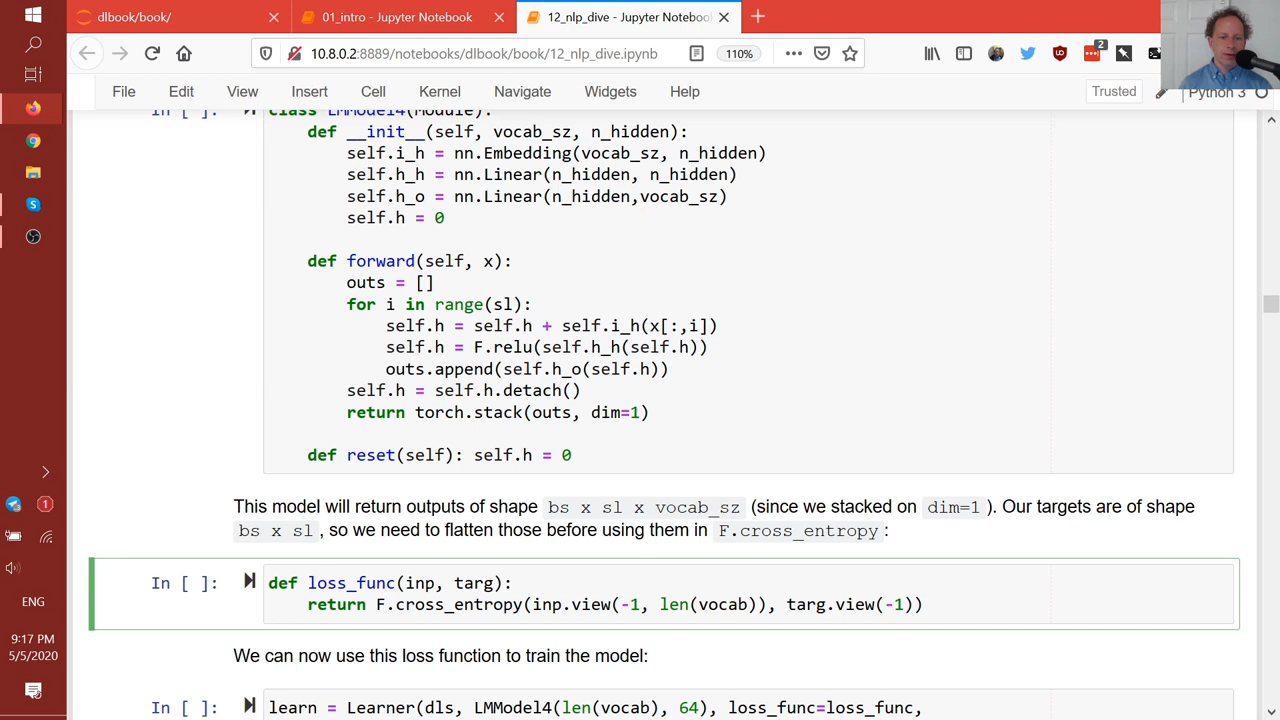 dlbook/book/
01_intro - Jupyter Notebook
12_nlp_dive - Jupyter Notebook
10.8.0.2:8889/notebooks/dlbook/book/12_nlp_dive.ipynb
110%
2
File Edit View Insert Cell Kernel Navigate Widgets Help
Trusted
Python 3
In [ ]: class LMModel4(Module):
def __init__(self, vocab_sz, n_hidden):
self.i_h = nn.Embedding(vocab_sz, n_hidden)
self.h_h = nn.Linear(n_hidden, n_hidden)
self.h_o = nn.Linear(n_hidden,vocab_sz)
self.h = 0
def forward(self, x):
outs = []
for i in range(sl):
self.h = self.h + self.i_h(x[:,i])
self.h = F.relu(self.h_h(self.h))
outs.append(self.h_o(self.h))
self.h = self.h.detach()
return torch.stack(outs, dim=1)
def reset(self): self.h = 0
This model will return outputs of shape bs x sl x vocab_sz (since we stacked on dim=1 ). Our targets are of shape
bs x sl , so we need to flatten those before using them in F.cross_entropy :
In [ ]: def loss_func(inp, targ):
return F.cross_entropy(inp.view(-1, len(vocab)), targ.view(-1))
We can now use this loss function to train the model:
In [ ]: learn = Learner(dls, LMModel4(len(vocab), 64), loss_func=loss_func,
1
ENG
9:17 PM
5/5/2020